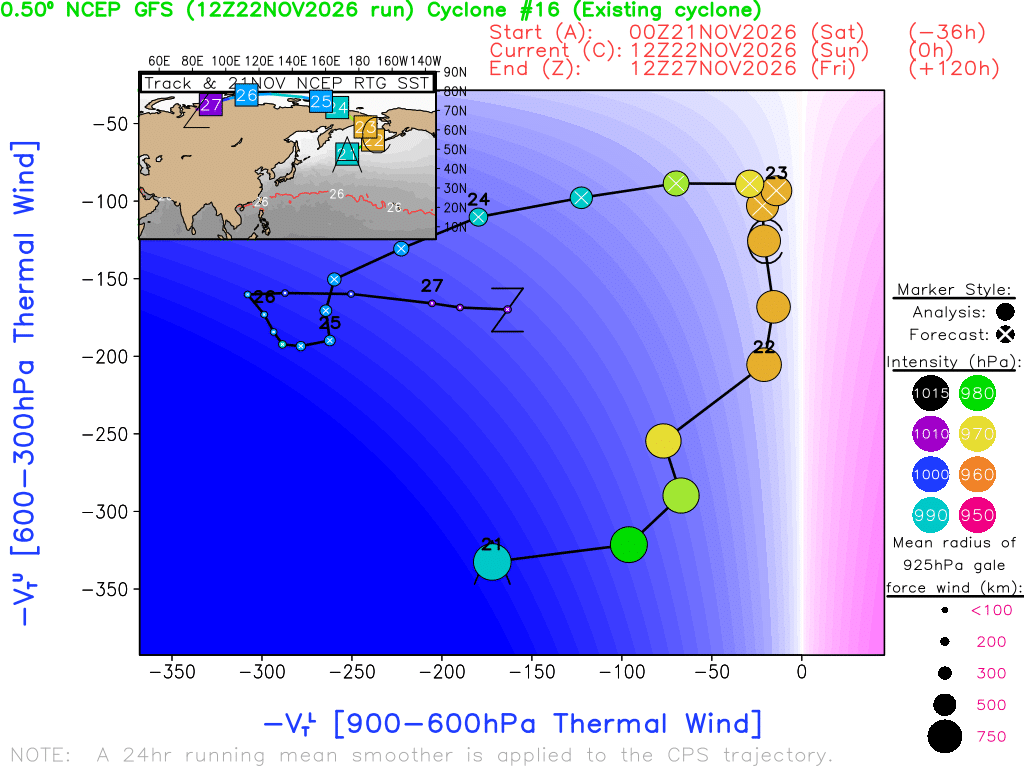 0.50° NCEP GFS (12Z22NOV2026 run) Cyclone #16 (Existing cyclone)
Start (A): 00Z21NOV2026 (Sat) (−36h)
Current (C): 12Z22NOV2026 (Sun) (0h)
End (Z): 12Z27NOV2026 (Fri) (+120h)
60E 80E 100E 120E 140E 160E 180 160W 140W
Track & 21NOV NCEP RTG SST
90N
80N
70N
60N
50N
40N
30N
20N
10N
27 26 25 24
23
22
21
A
26
26
26
−50
−100
−150
−200
−250
−300
−350
23
24
27
26
25
22
21
Z
−350 −300 −250 −200 −150 −100 −50 0
−VTU [600−300hPa Thermal Wind]
−VTL [900−600hPa Thermal Wind]
Marker Style:
Analysis:
Forecast:
Intensity (hPa):
1015 980
1010 970
1000 960
990 950
Mean radius of
925hPa gale
force wind (km):
<100
200
300
500
750
NOTE: A 24hr running mean smoother is applied to the CPS trajectory.